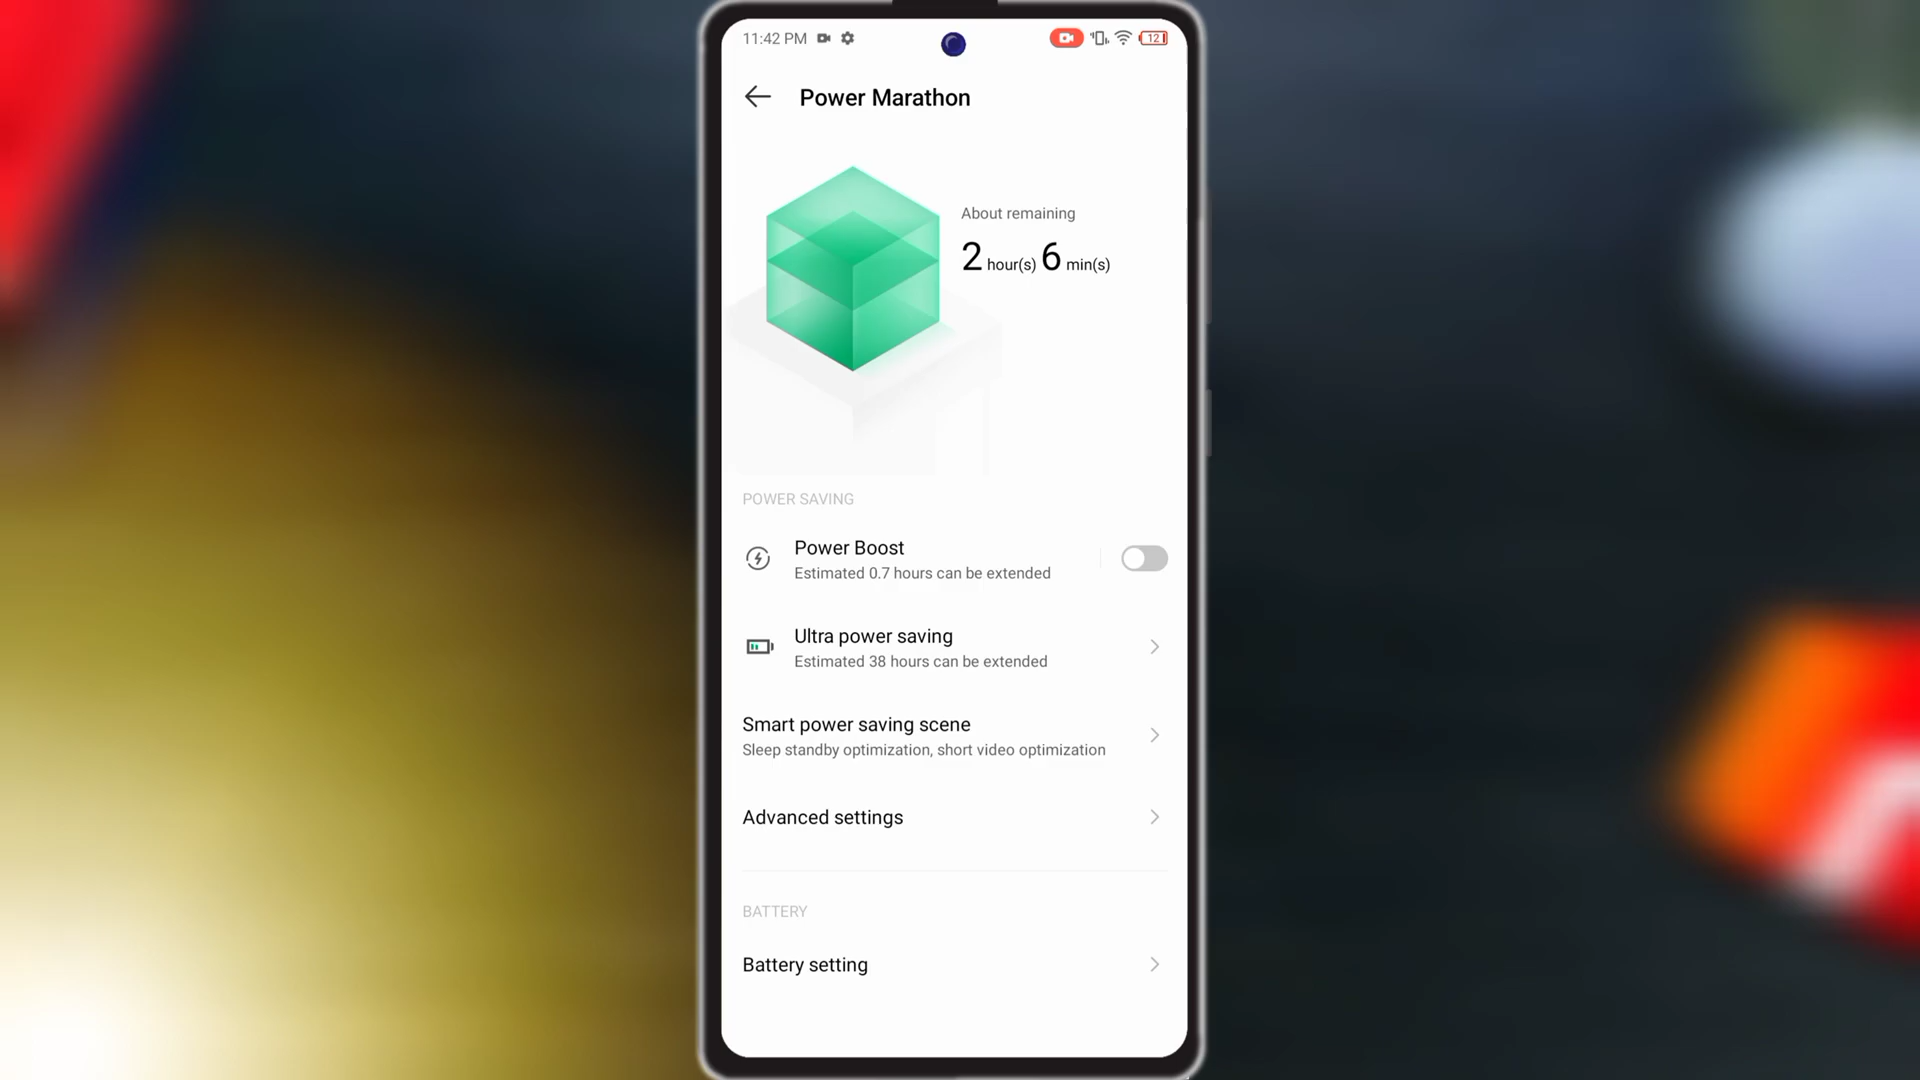 11:42 PM
12
Power Marathon
About remaining
2 hour(s) 6 min(s)
POWER SAVING
Power Boost
Estimated 0.7 hours can be extended
Ultra power saving
Estimated 38 hours can be extended
Smart power saving scene
Sleep standby optimization, short video optimization
Advanced settings
BATTERY
Battery setting